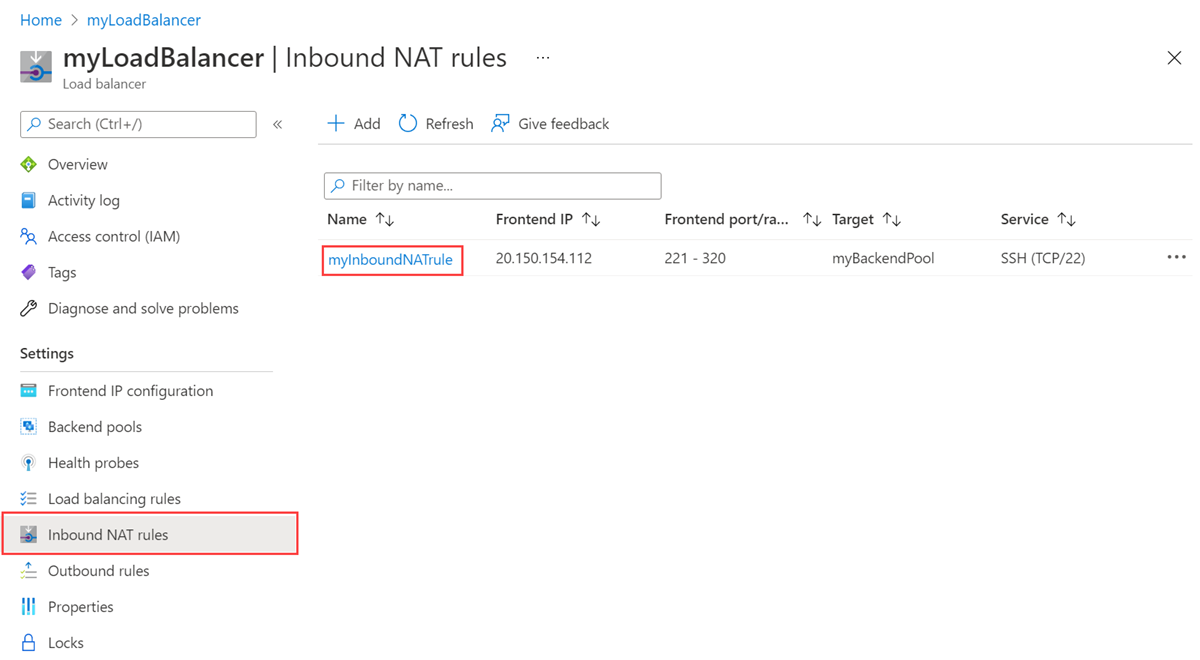 Home > myLoadBalancer
myLoadBalancer | Inbound NAT rules ...
Load balancer
Search (Ctrl+/) «
Add Refresh Give feedback
Overview
Activity log
Access control (IAM)
Tags
Diagnose and solve problems
Settings
Frontend IP configuration
Backend pools
Health probes
Load balancing rules
Inbound NAT rules
Outbound rules
Properties
Locks
Filter by name...
Name ↑↓ Frontend IP ↑↓ Frontend port/ra... ↑↓ Target ↑↓ Service ↑↓
myInboundNATrule 20.150.154.112 221 - 320 myBackendPool SSH (TCP/22) ...